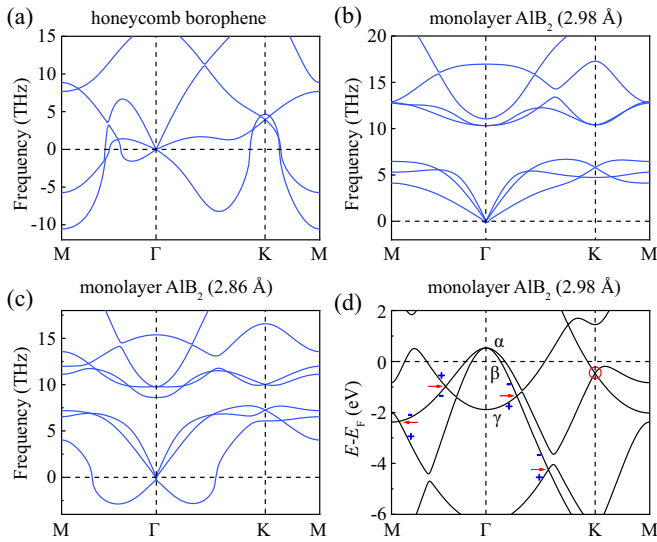 (a) honeycomb borophene
Frequency (THz)
15
10
5
0
-5
-10
M Γ K M
(b) monolayer AlB₂ (2.98 Å)
Frequency (THz)
20
15
10
5
0
M Γ K M
(c) monolayer AlB₂ (2.86 Å)
Frequency (THz)
15
10
5
0
M Γ K M
(d) monolayer AlB₂ (2.98 Å)
E-E_F (eV)
2
0
-2
-4
-6
α
β
γ
+
-
-
+
-
+
-
+
M Γ K M